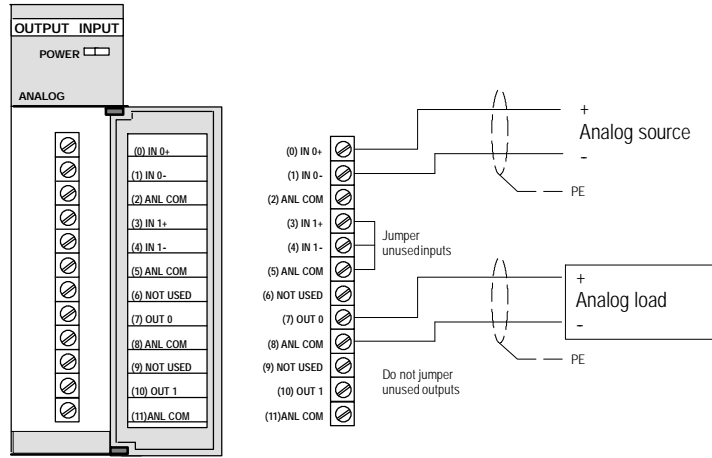 OUTPUT INPUT
POWER
ANALOG
(0) IN 0+
(1) IN 0-
(2) ANL COM
(3) IN 1+
(4) IN 1-
(5) ANL COM
(6) NOT USED
(7) OUT 0
(8) ANL COM
(9) NOT USED
(10) OUT 1
(11)ANL COM
(0) IN 0+
(1) IN 0-
(2) ANL COM
(3) IN 1+
(4) IN 1-
(5) ANL COM
(6) NOT USED
(7) OUT 0
(8) ANL COM
(9) NOT USED
(10) OUT 1
(11)ANL COM
Jumper
unused inputs
Do not jumper
unused outputs
+
Analog source
-
PE
+
Analog load
-
PE